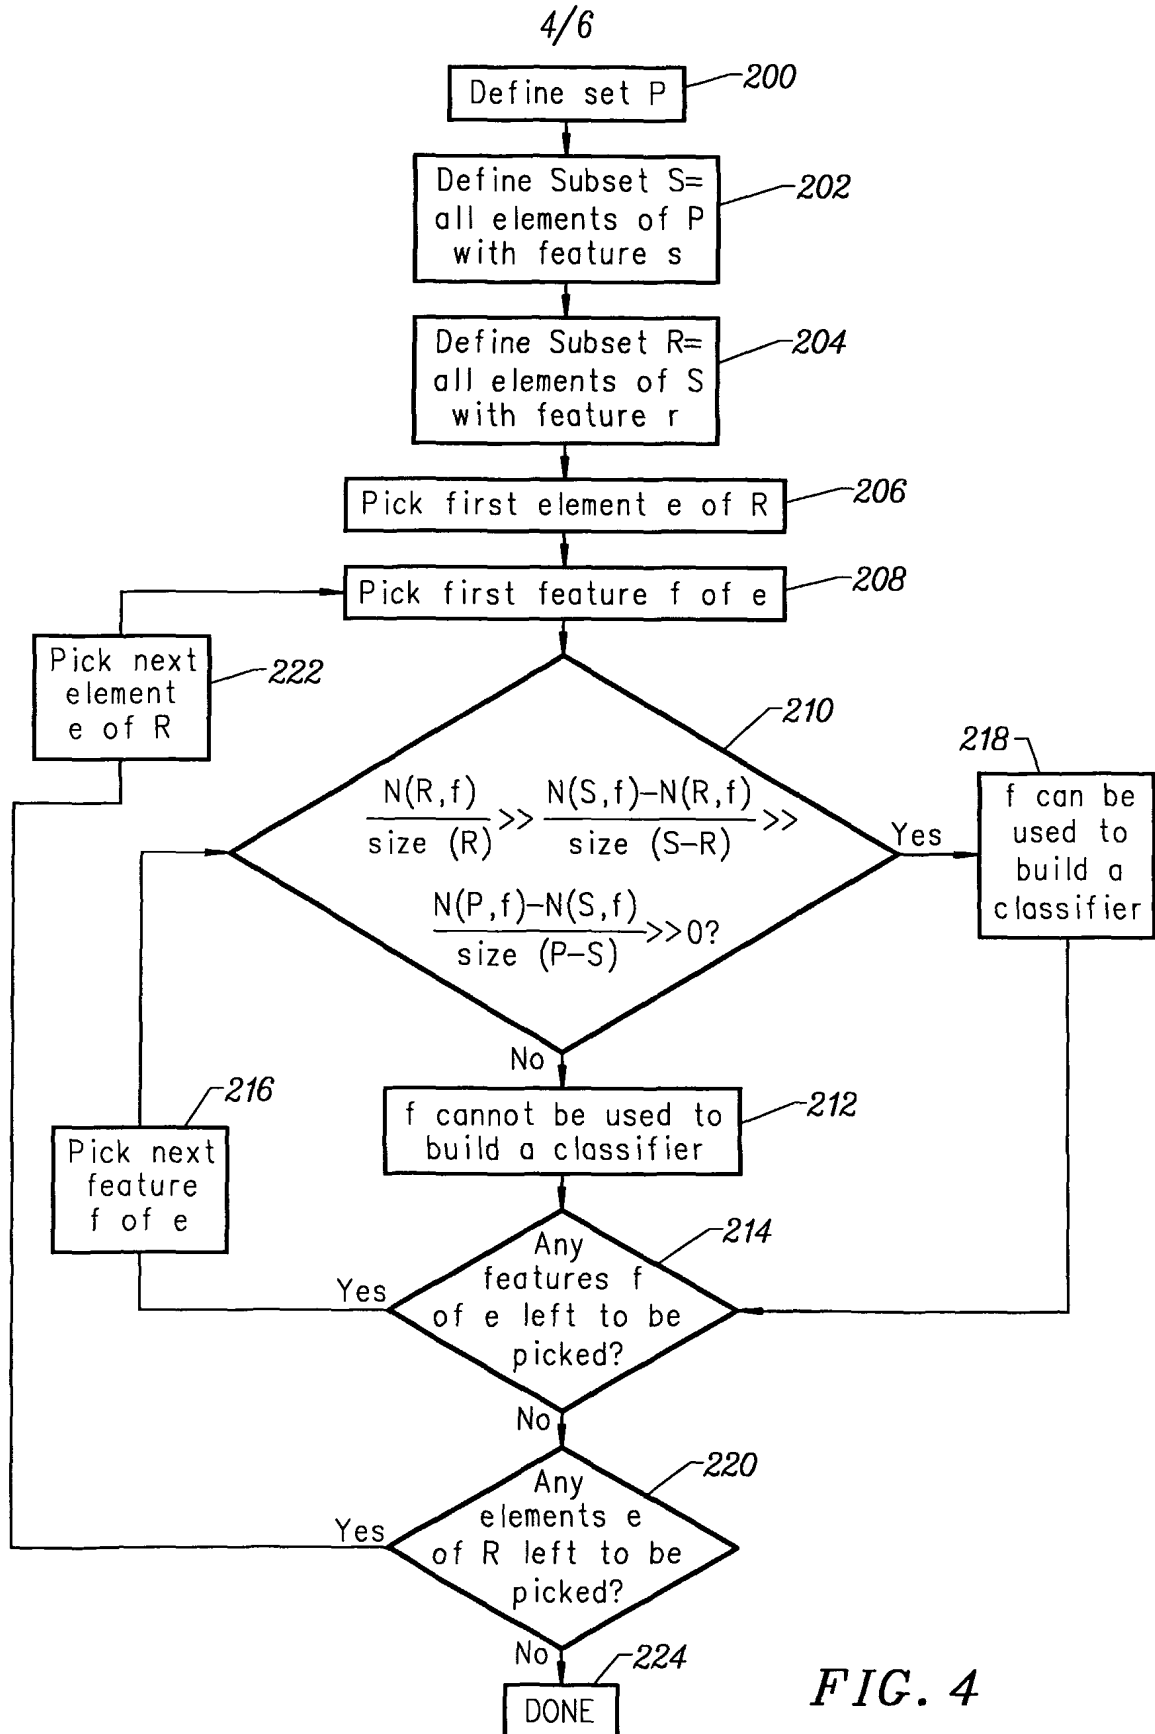 4/6
Define set P
200
Define Subset S=
all elements of P
with feature s
202
Define Subset R=
all elements of S
with feature r
204
Pick first element e of R
206
Pick first feature f of e
208
Pick next
element
e of R
222
210
N(R,f)
size (R)
>>
N(S,f)-N(R,f)
size (S-R)
>>
N(P,f)-N(S,f)
size (P-S)
>>0?
Yes
218
f can be
used to
build a
classifier
No
f cannot be used to
build a classifier
212
216
Pick next
feature
f of e
Any
features f
of e left to be
picked?
214
Yes
No
Any
elements e
of R left to be
picked?
220
Yes
No
224
DONE
FIG. 4